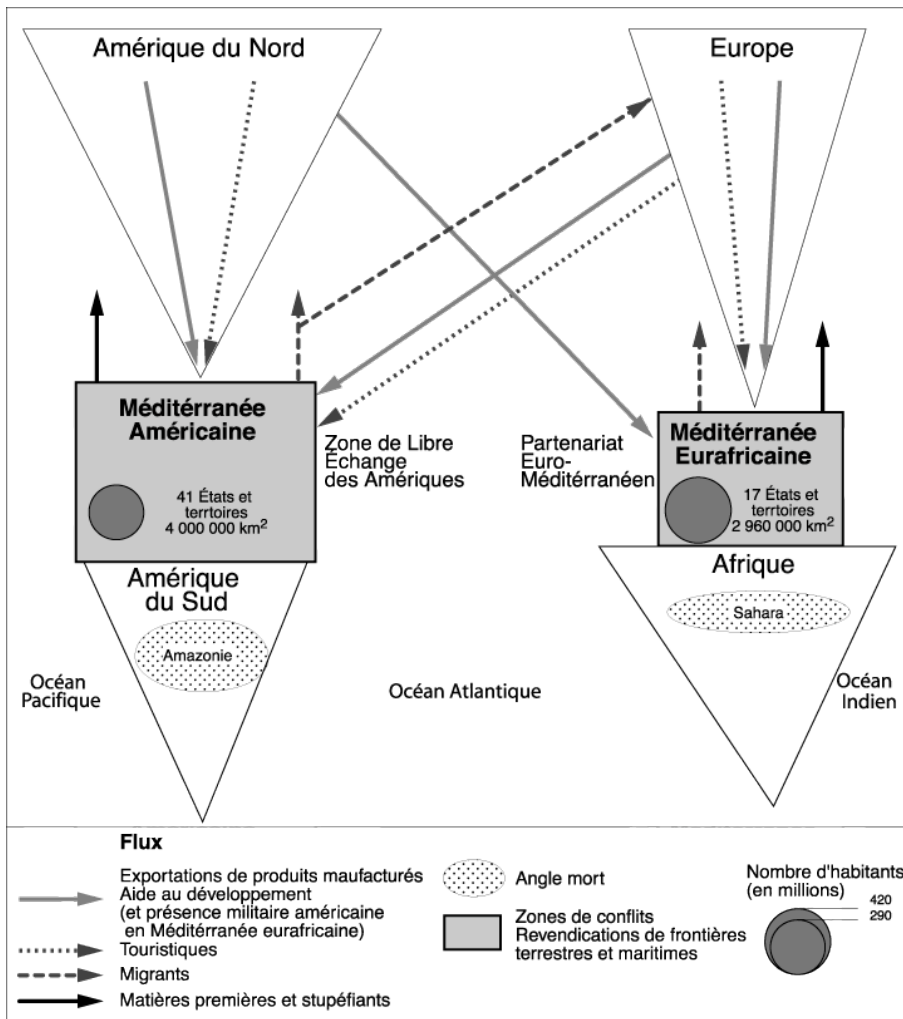 Amérique du Nord
Europe
Méditérranée
Américaine
41 États et
terrtoires
4 000 000 km²
Zone de Libre
Échange
des Amériques
Partenariat
Euro-
Méditérranéen
Méditérranée
Eurafricaine
17 États et
terrtoires
2 960 000 km²
Amérique
du Sud
Amazonie
Afrique
Sahara
Océan
Pacifique
Océan Atlantique
Océan
Indien
Flux
Exportations de produits maufacturés
Aide au développement
(et présence militaire américaine
en Méditérranée eurafricaine)
Touristiques
Migrants
Matières premières et stupéfiants
Angle mort
Zones de conflits
Revendications de frontières
terrestres et maritimes
Nombre d'habitants
(en millions)
420
290